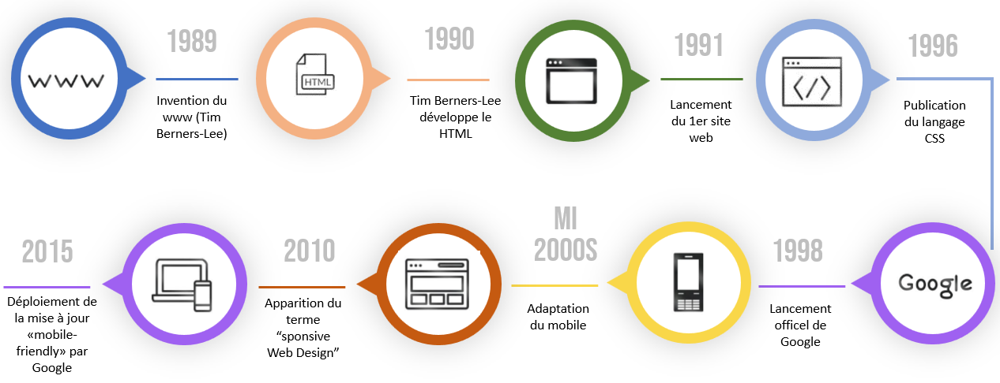 www
1989
Invention du
www (Tim
Berners-Lee)
HTML
1990
Tim Berners-Lee
développe le
HTML
1991
Lancement
du 1er site
web
</>
1996
Publication
du langage
CSS
Google
1998
Lancement
officel de
Google
MI
2000S
Adaptation
du mobile
2010
Apparition du
terme
“sponsive
Web Design”
2015
Déploiement de
la mise à jour
«mobile-
friendly» par
Google